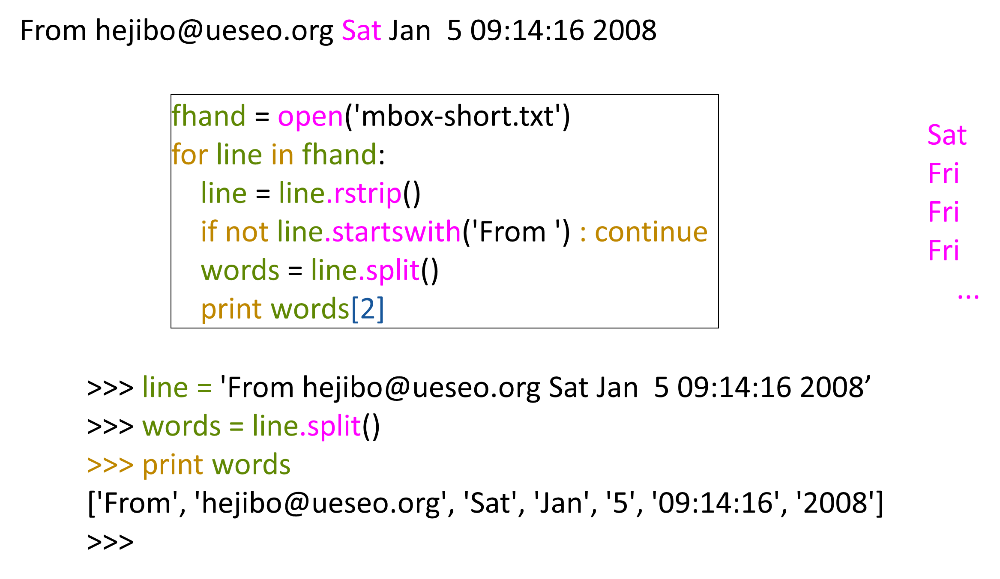 From hejibo@ueseo.org Sat Jan  5 09:14:16 2008
fhand = open('mbox-short.txt')
for line in fhand:
line = line.rstrip()
if not line.startswith('From ') : continue
words = line.split()
print words[2]
Sat
Fri
Fri
Fri
...
>>> line = 'From hejibo@ueseo.org Sat Jan  5 09:14:16 2008’
>>> words = line.split()
>>> print words
['From', 'hejibo@ueseo.org', 'Sat', 'Jan', '5', '09:14:16', '2008']
>>>